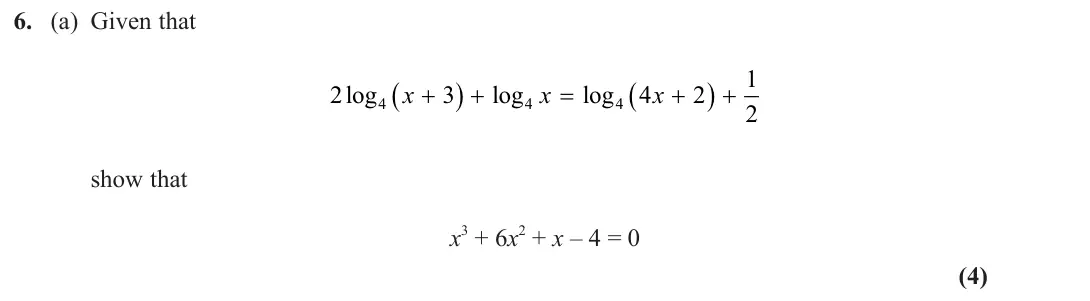 6. (a) Given that
2 log₄ (x + 3) + log₄ x = log₄ (4x + 2) + 1/2
show that
x³ + 6x² + x – 4 = 0
(4)